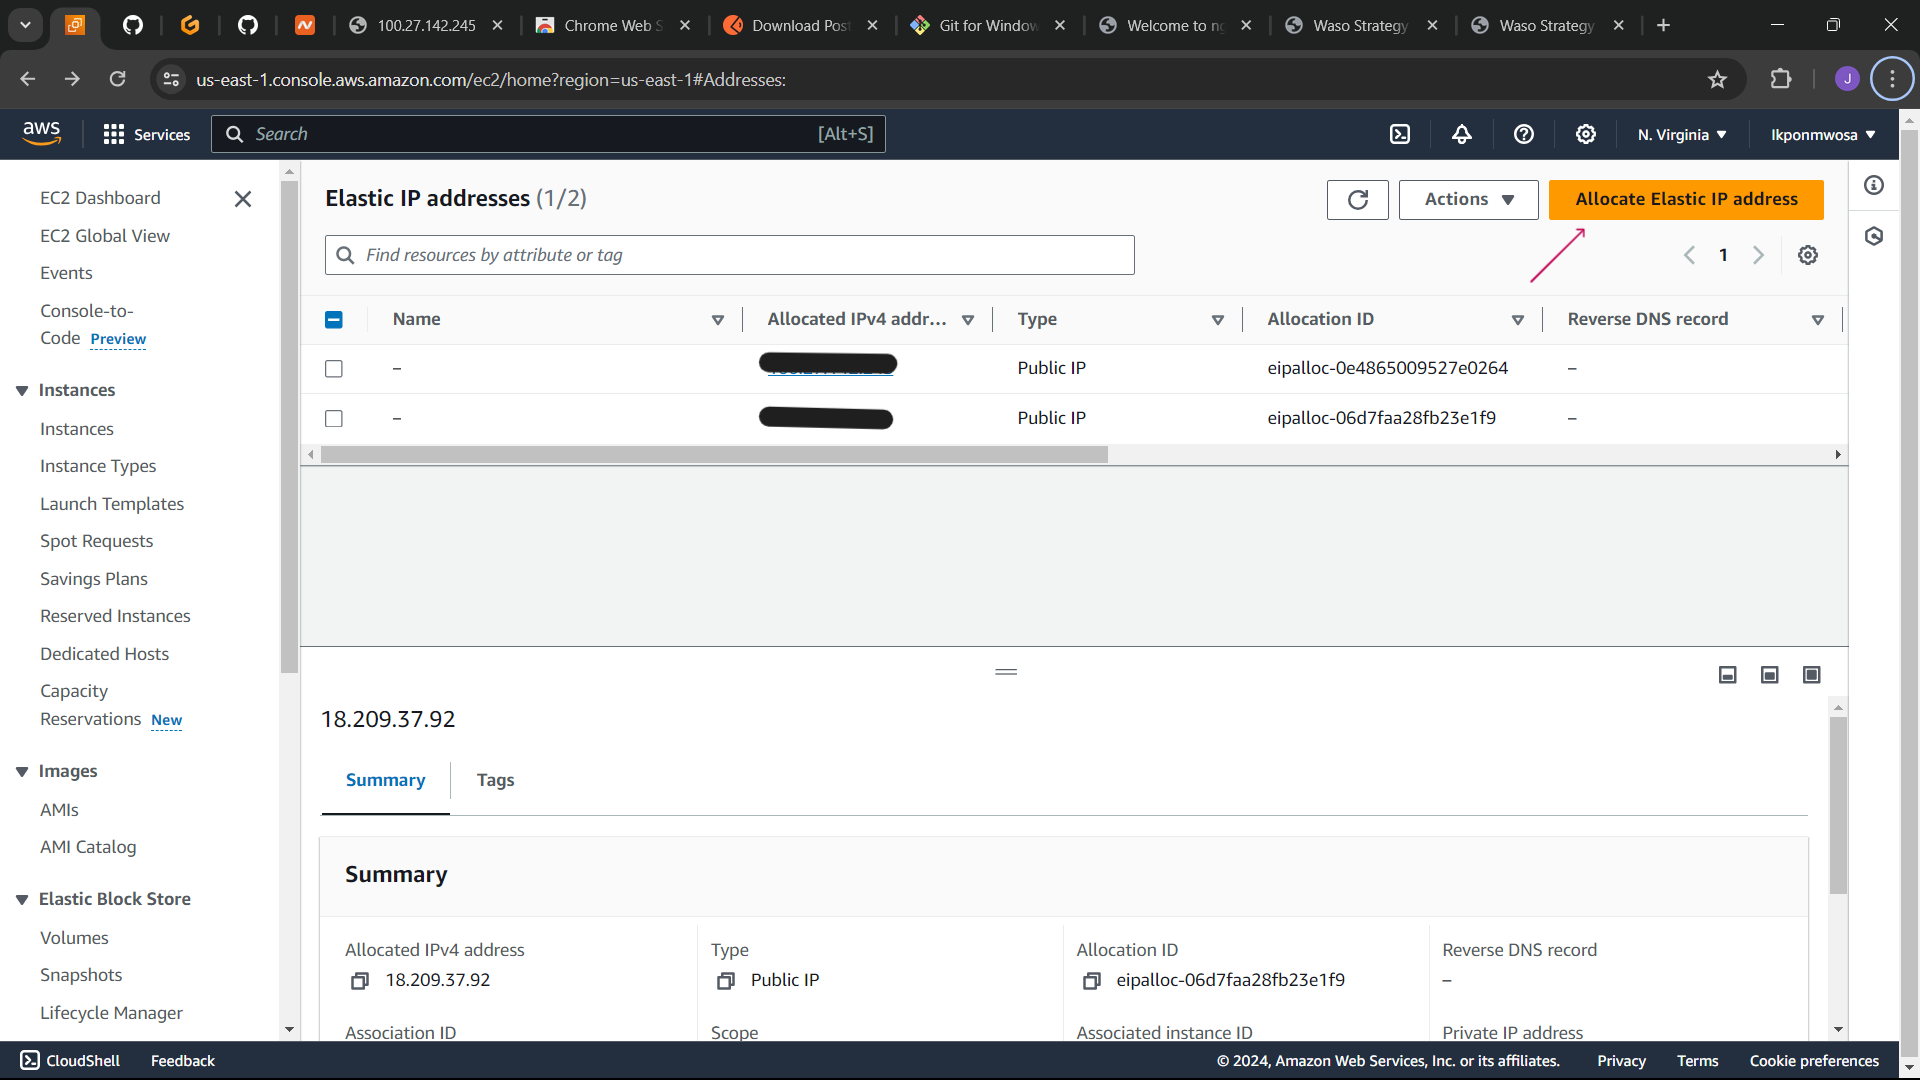 100.27.142.245
Chrome Web S
Download Pos
Git for Window
Welcome to ng
Waso Strategy
Waso Strategy
us-east-1.console.aws.amazon.com/ec2/home?region=us-east-1#Addresses:
J
aws
Services
Search
[Alt+S]
N. Virginia
Ikponmwosa
EC2 Dashboard
EC2 Global View
Events
Console-to-
Code Preview
Instances
Instances
Instance Types
Launch Templates
Spot Requests
Savings Plans
Reserved Instances
Dedicated Hosts
Capacity
Reservations New
Images
AMIs
AMI Catalog
Elastic Block Store
Volumes
Snapshots
Lifecycle Manager
Elastic IP addresses (1/2)
Actions
Allocate Elastic IP address
Find resources by attribute or tag
1
Name
Allocated IPv4 addr...
Type
Allocation ID
Reverse DNS record
– Public IP eipalloc-0e4865009527e0264 –
– Public IP eipalloc-06d7faa28fb23e1f9 –
18.209.37.92
Summary
Tags
Summary
Allocated IPv4 address
18.209.37.92
Type
Public IP
Allocation ID
eipalloc-06d7faa28fb23e1f9
Reverse DNS record
–
Association ID
Scope
Associated instance ID
Private IP address
CloudShell
Feedback
© 2024, Amazon Web Services, Inc. or its affiliates.
Privacy
Terms
Cookie preferences